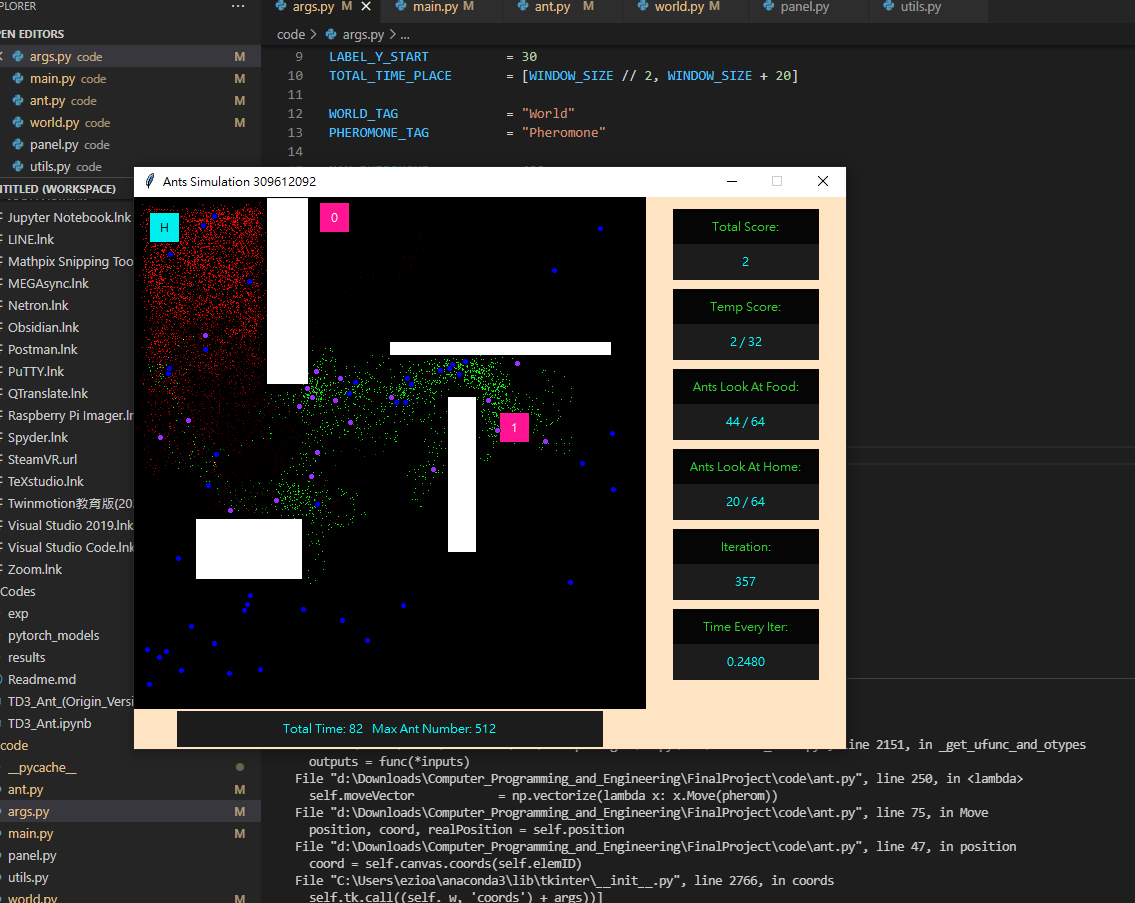 PLORER
PEN EDITORS
args.py code M
main.py code M
ant.py code M
world.py code M
panel.py code
utils.py code
NTITLED (WORKSPACE)
Jupyter Notebook.lnk
LINE.lnk
Mathpix Snipping Too
MEGAsync.lnk
Netron.lnk
Obsidian.lnk
Postman.lnk
PuTTY.lnk
QTranslate.lnk
Raspberry Pi Imager.lr
Spyder.lnk
SteamVR.url
TeXstudio.lnk
Twinmotion教育版(20
Visual Studio 2019.lnk
Visual Studio Code.lnk
Zoom.lnk
Codes
exp
pytorch_models
results
Readme.md
TD3_Ant_(Origin_Versi
TD3_Ant.ipynb
code
__pycache__
ant.py M
args.py M
main.py M
panel.py
utils.py
world.py M
args.py M
main.py M
ant.py M
world.py M
panel.py
utils.py
code > args.py > ...
9 LABEL_Y_START = 30
10 TOTAL_TIME_PLACE = [WINDOW_SIZE // 2, WINDOW_SIZE + 20]
11
12 WORLD_TAG = "World"
13 PHEROMONE_TAG = "Pheromone"
14
Ants Simulation 309612092
H
0
1
Total Score:
2
Temp Score:
2 / 32
Ants Look At Food:
44 / 64
Ants Look At Home:
20 / 64
Iteration:
357
Time Every Iter:
0.2480
Total Time: 82 Max Ant Number: 512
line 2151, in _get_ufunc_and_otypes
outputs = func(*inputs)
File "d:\Downloads\Computer_Programming_and_Engineering\FinalProject\code\ant.py", line 250, in <lambda>
self.moveVector = np.vectorize(lambda x: x.Move(pherom))
File "d:\Downloads\Computer_Programming_and_Engineering\FinalProject\code\ant.py", line 75, in Move
position, coord, realPosition = self.position
File "d:\Downloads\Computer_Programming_and_Engineering\FinalProject\code\ant.py", line 47, in position
coord = self.canvas.coords(self.elemID)
File "C:\Users\ezioa\anaconda3\lib\tkinter\__init__.py", line 2766, in coords
self.tk.call((self._w, 'coords') + args))]